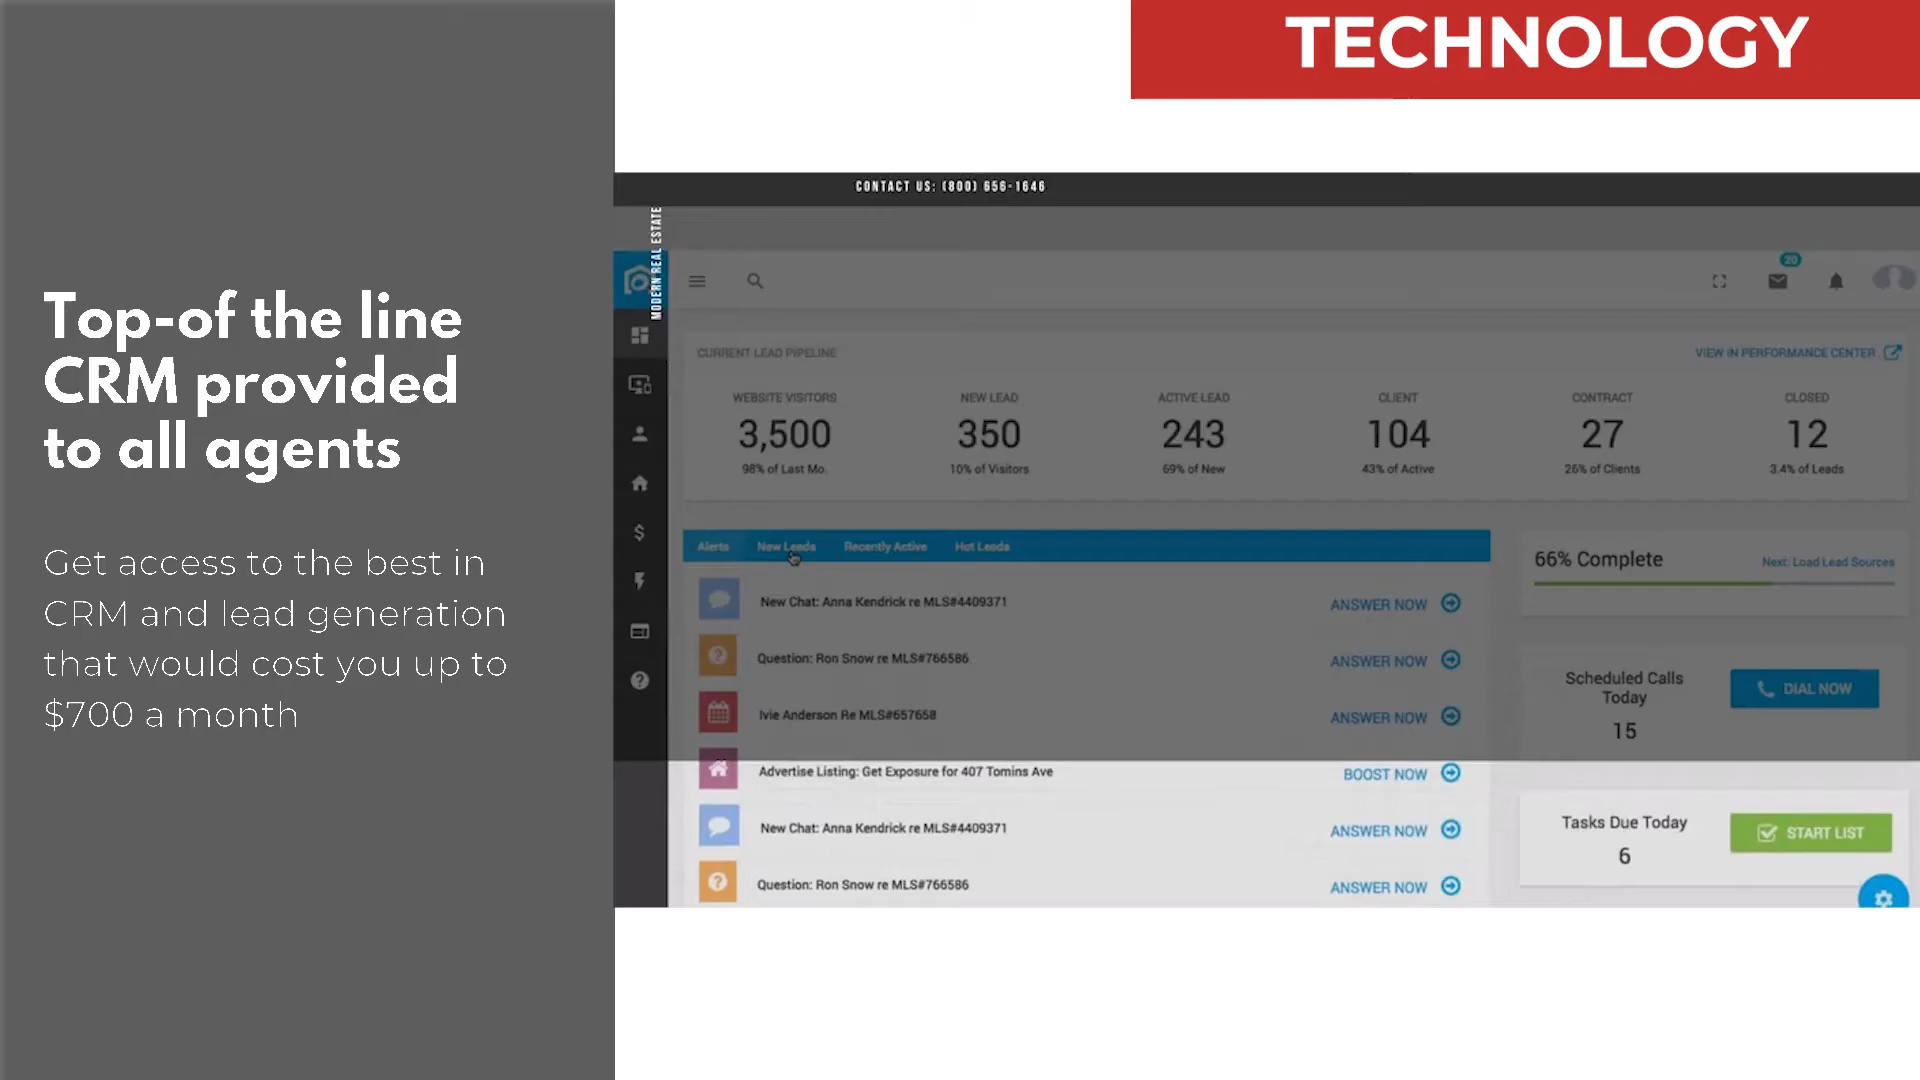 TECHNOLOGY
Top-of the line
CRM provided
to all agents
Get access to the best in
CRM and lead generation
that would cost you up to
$700 a month
CONTACT US: (800) 656-1646
MODERN REAL ESTATE
20
CURRENT LEAD PIPELINE
VIEW IN PERFORMANCE CENTER
WEBSITE VISITORS NEW LEAD ACTIVE LEAD CLIENT CONTRACT CLOSED
3,500 350 243 104 27 12
98% of Last Mo. 10% of Visitors 69% of New 43% of Active 26% of Clients 3.4% of Leads
Alerts New Leads Recently Active Hot Leads
New Chat: Anna Kendrick re MLS#4409371 ANSWER NOW
Question: Ron Snow re MLS#766586 ANSWER NOW
Ivie Anderson Re MLS#657658 ANSWER NOW
Advertise Listing: Get Exposure for 407 Tomins Ave BOOST NOW
New Chat: Anna Kendrick re MLS#4409371 ANSWER NOW
Question: Ron Snow re MLS#766586 ANSWER NOW
66% Complete Next: Load Lead Sources
Scheduled Calls
Today
15
DIAL NOW
Tasks Due Today
6
START LIST